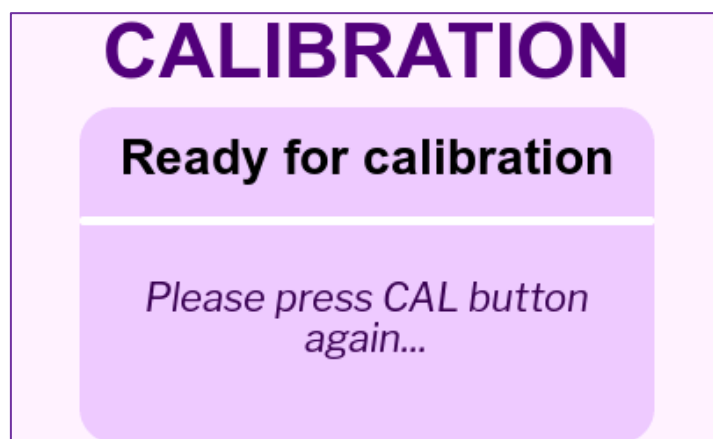 CALIBRATION
Ready for calibration
Please press CAL button
again...